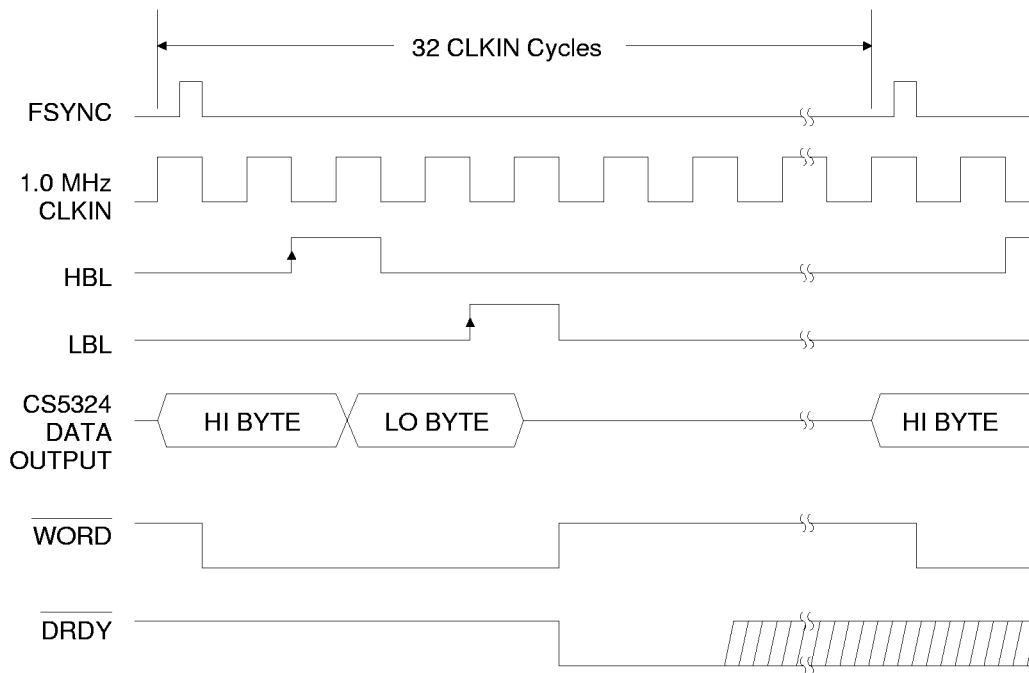 32 CLKIN Cycles
FSYNC
1.0 MHz
CLKIN
HBL
LBL
CS5324
DATA
OUTPUT
HI BYTE
LO BYTE
HI BYTE
WORD
DRDY